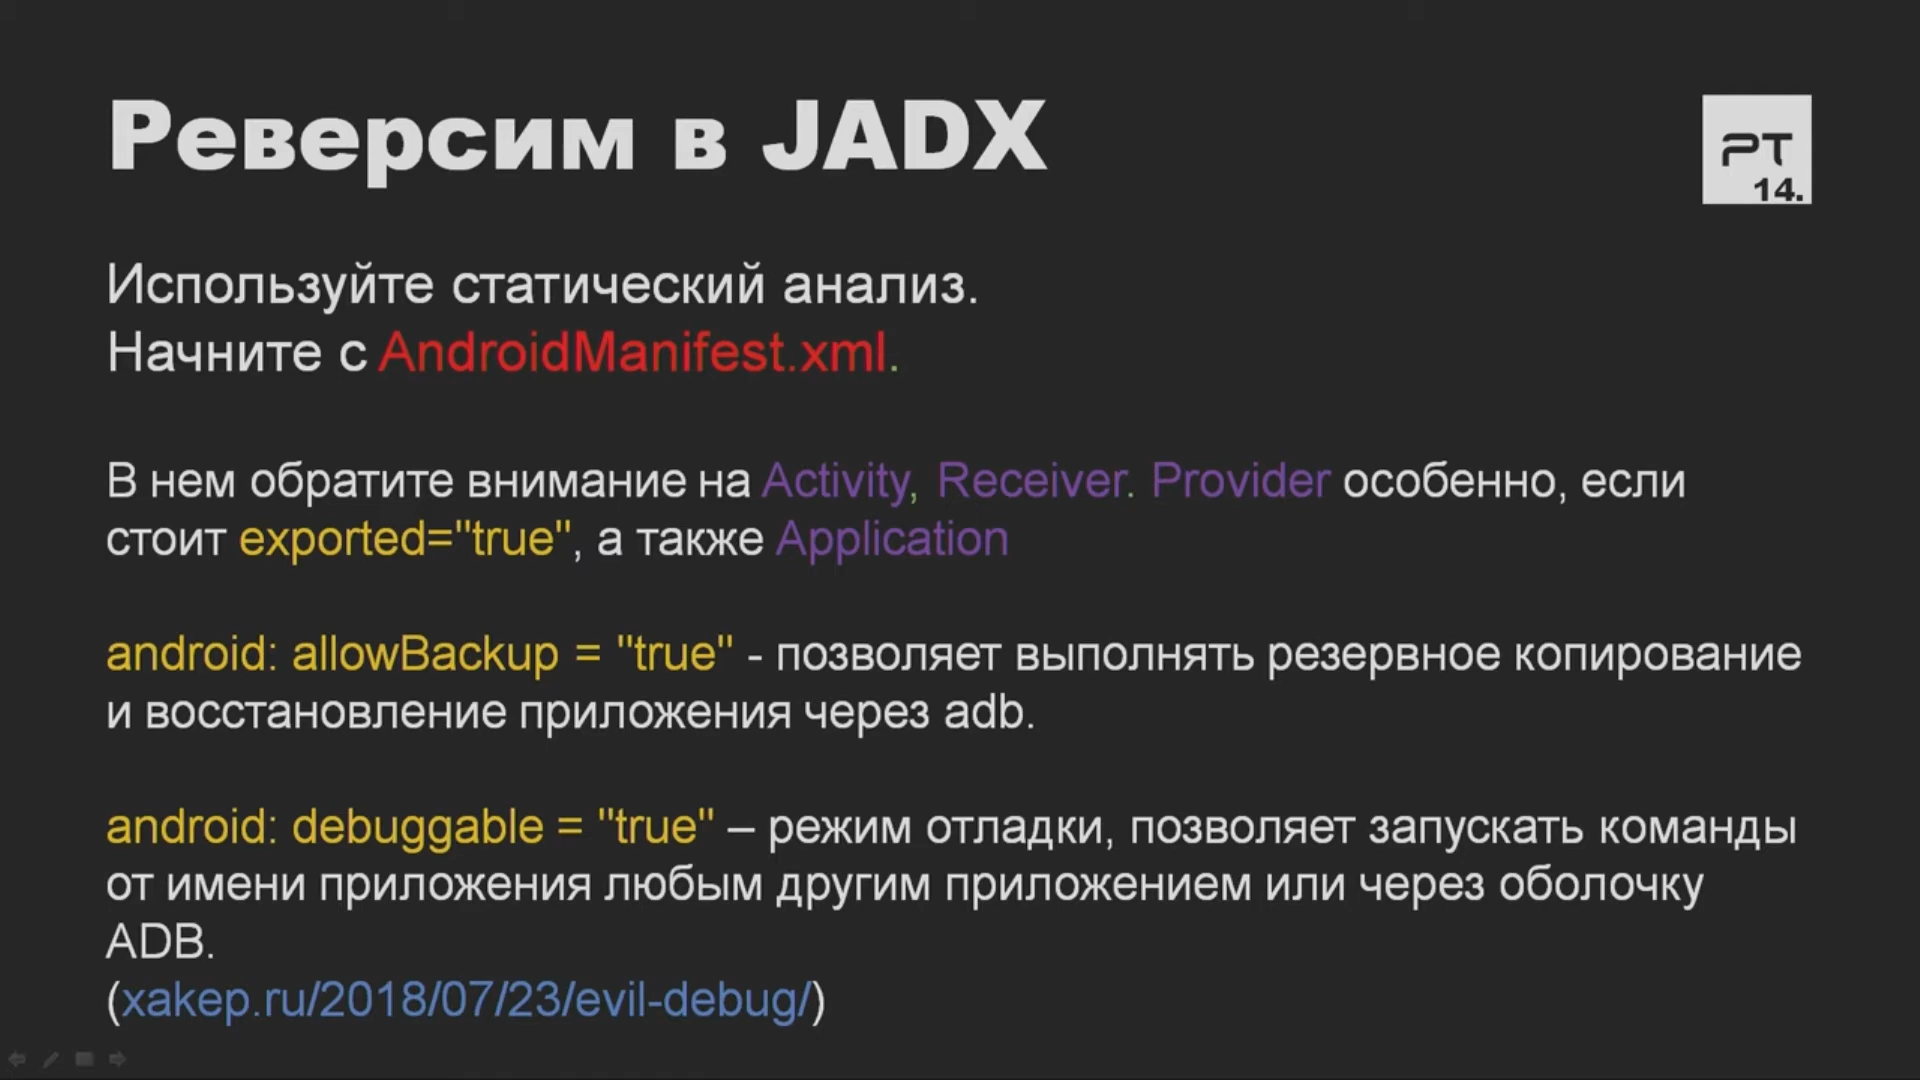 Реверсим в JADX
PT
14.
Используйте статический анализ.
Начните с AndroidManifest.xml.
В нем обратите внимание на Activity, Receiver. Provider особенно, если
стоит exported="true", а также Application
android: allowBackup = "true" - позволяет выполнять резервное копирование
и восстановление приложения через adb.
android: debuggable = "true" – режим отладки, позволяет запускать команды
от имени приложения любым другим приложением или через оболочку
ADB.
(xakep.ru/2018/07/23/evil-debug/)